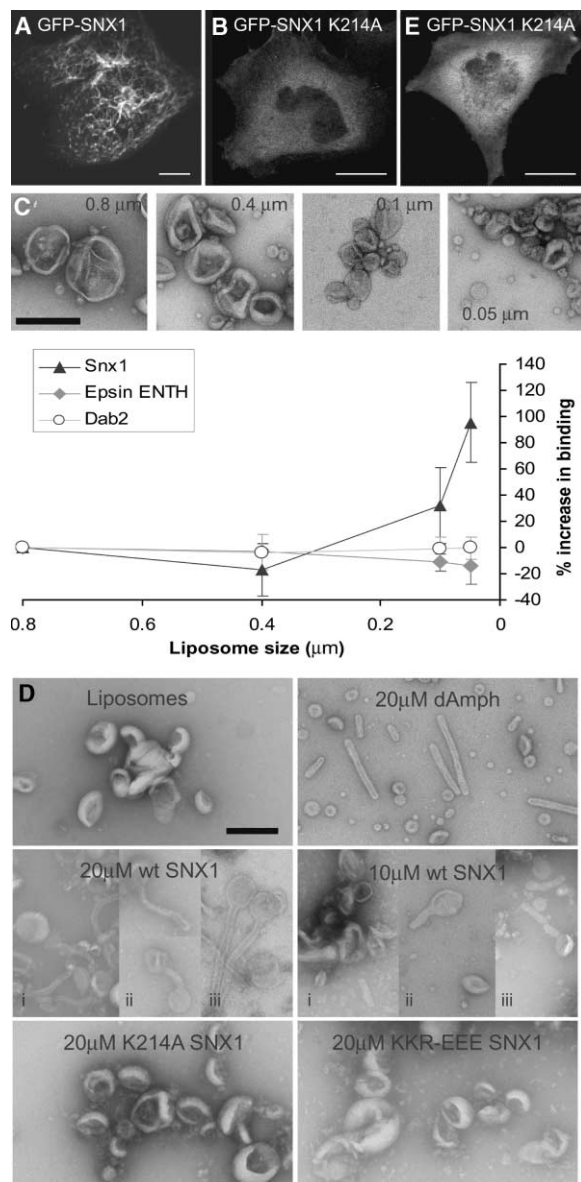 A GFP-SNX1
B GFP-SNX1 K214A
E GFP-SNX1 K214A
C
0.8 μm
0.4 μm
0.1 μm
0.05 μm
Snx1
Epsin ENTH
Dab2
140
120
100
80
60
40
20
0
-20
-40
% increase in binding
0.8
0.6
0.4
0.2
0
Liposome size (μm)
D
Liposomes
20μM dAmph
20μM wt SNX1
i
ii
iii
10μM wt SNX1
i
ii
iii
20μM K214A SNX1
20μM KKR-EEE SNX1